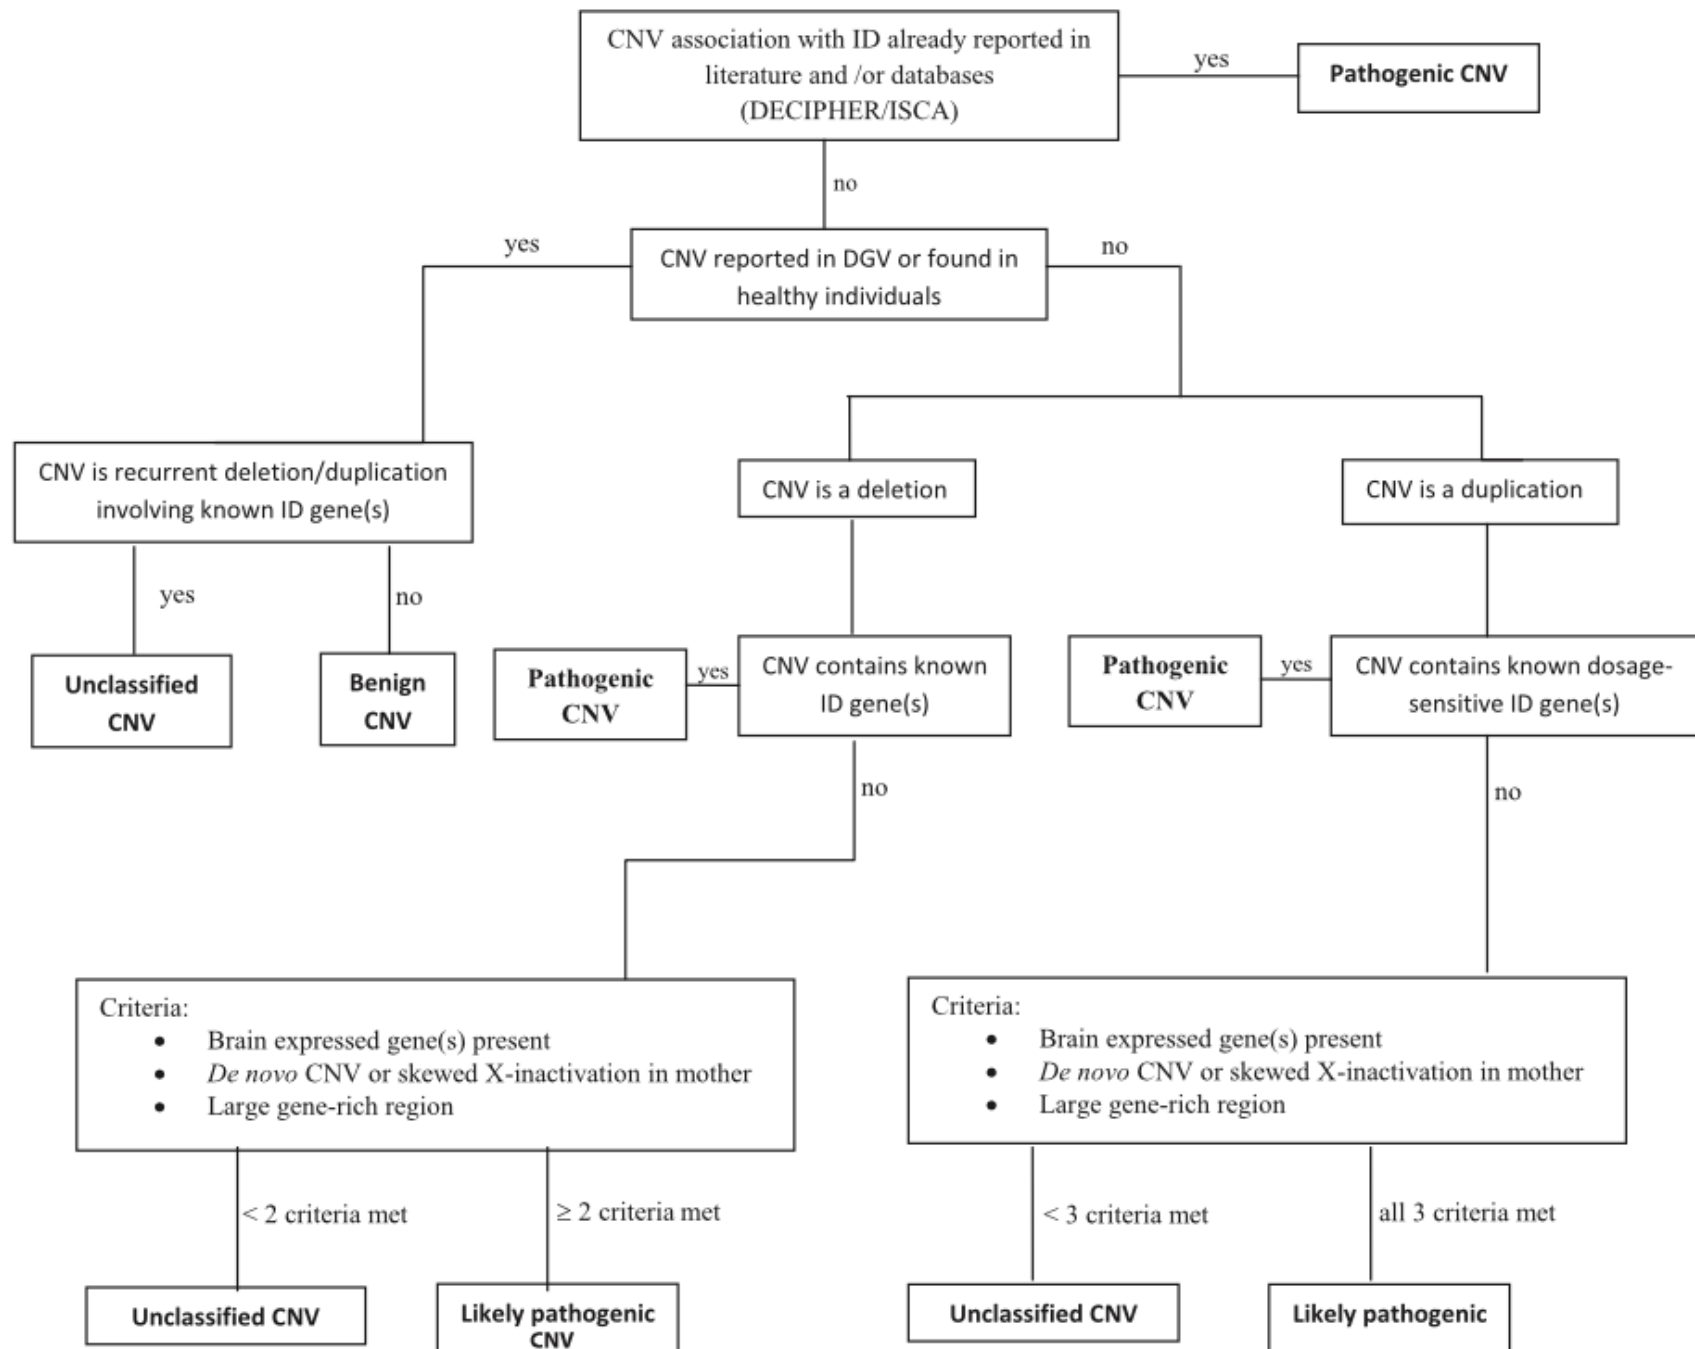 CNV association with ID already reported in
literature and /or databases
(DECIPHER/ISCA)
yes
Pathogenic CNV
no
yes
CNV reported in DGV or found in
healthy individuals
no
CNV is recurrent deletion/duplication
involving known ID gene(s)
CNV is a deletion
CNV is a duplication
yes
no
Unclassified
CNV
Benign
CNV
Pathogenic
CNV
yes
CNV contains known
ID gene(s)
Pathogenic
CNV
yes
CNV contains known dosage-
sensitive ID gene(s)
no
no
Criteria:
• Brain expressed gene(s) present
• De novo CNV or skewed X-inactivation in mother
• Large gene-rich region
Criteria:
• Brain expressed gene(s) present
• De novo CNV or skewed X-inactivation in mother
• Large gene-rich region
< 2 criteria met
≥ 2 criteria met
< 3 criteria met
all 3 criteria met
Unclassified CNV
Likely pathogenic
CNV
Unclassified CNV
Likely pathogenic